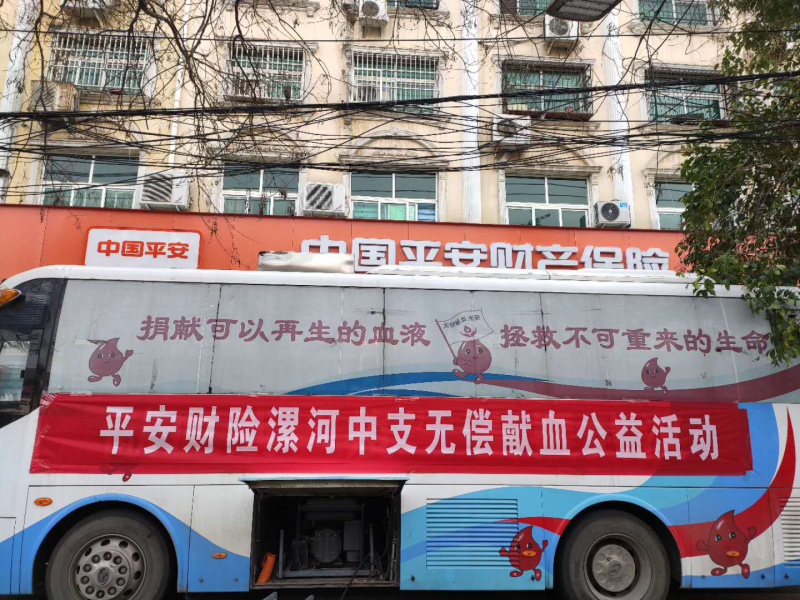 中国平安
中国平安财产保险
捐献可以再生的血液 拯救不可重来的生命
平安财险漯河中支无偿献血公益活动